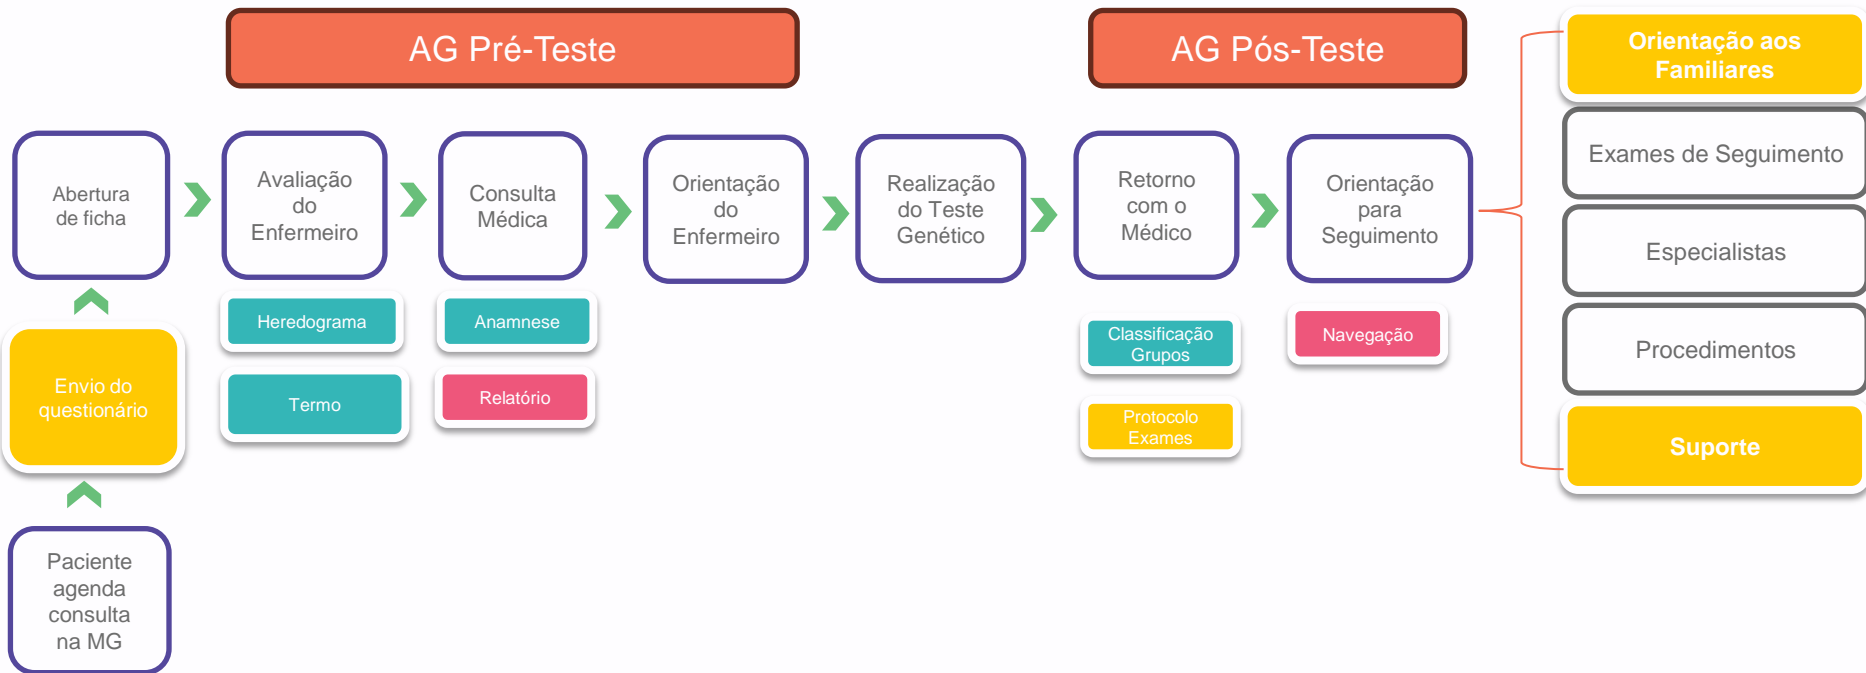 AG Pré-Teste
AG Pós-Teste
Orientação aos
Familiares
Exames de Seguimento
Especialistas
Procedimentos
Suporte
Abertura
de ficha
Avaliação
do
Enfermeiro
Consulta
Médica
Orientação
do
Enfermeiro
Realização
do Teste
Genético
Retorno
com o
Médico
Orientação
para
Seguimento
Heredograma
Termo
Anamnese
Relatório
Classificação
Grupos
Protocolo
Exames
Navegação
Envio do
questionário
Paciente
agenda
consulta
na MG